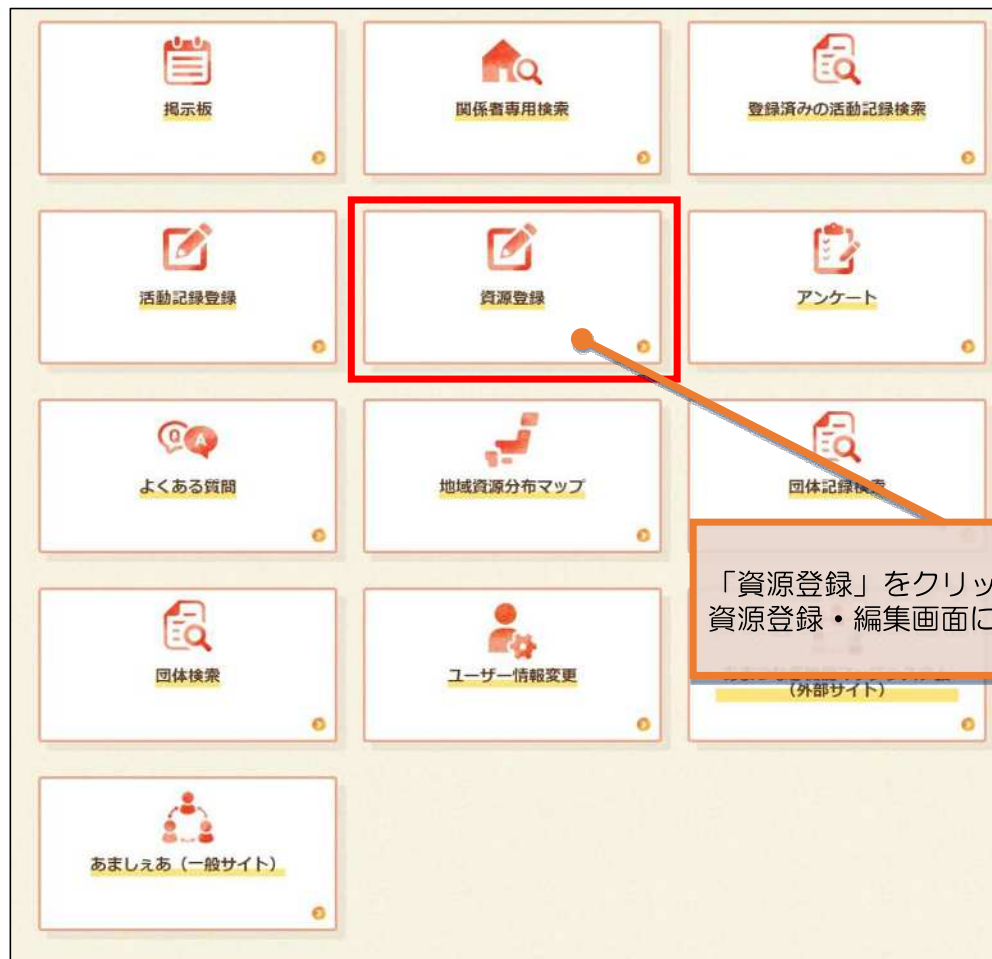 掲示板
関係者専用検索
登録済みの活動記録検索
活動記録登録
資源登録
アンケート
Q A
よくある質問
地域資源分布マップ
団体記録検索
「資源登録」をクリッ
資源登録・編集画面に
団体検索
ユーザー情報変更
（外部サイト）
あましぇあ（一般サイト）